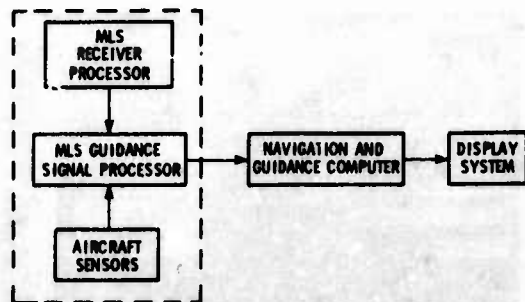 MLS
RECEIVER
PROCESSOR
MLS GUIDANCE
SIGNAL PROCESSOR
NAVIGATION AND
GUIDANCE COMPUTER
DISPLAY
SYSTEM
AIRCRAFT
SENSORS